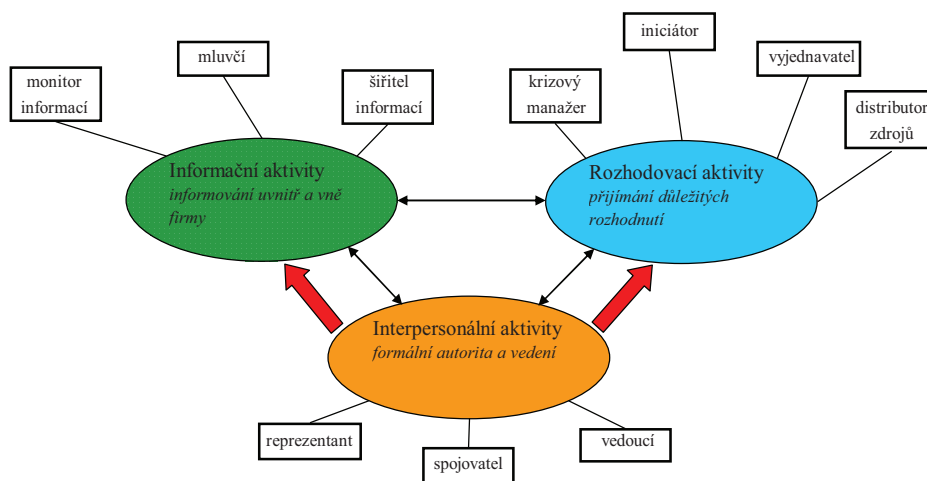 iniciátor
mluvčí
vyjednavatel
monitor
informací
šiřitel
informací
krizový
manažer
distributor
zdrojů
Informační aktivity
informování uvnitř a vně
firmy
Rozhodovací aktivity
přijímání důležitých
rozhodnutí
Interpersonální aktivity
formální autorita a vedení
reprezentant
spojovatel
vedoucí